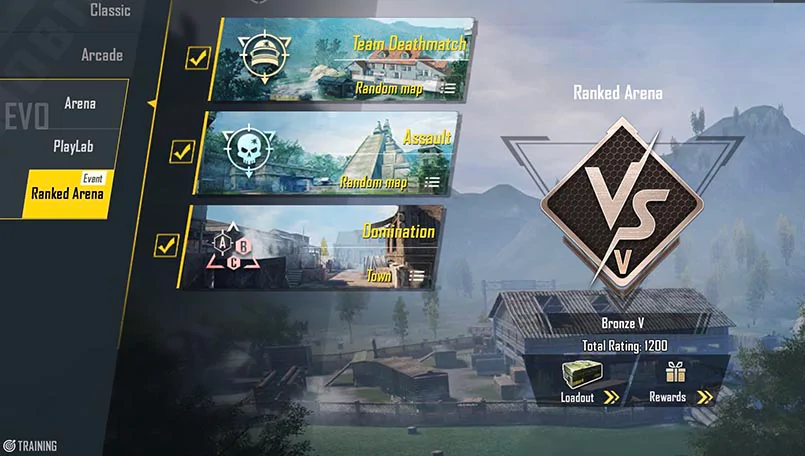 Classic
Arcade
EVO
Arena
PlayLab
Event
Ranked Arena
TRAINING
Team Deathmatch
Random map
Assault
Random map
A B
C
Domination
Town
Ranked Arena
VS
V
Bronze V
Total Rating: 1200
Loadout
Rewards